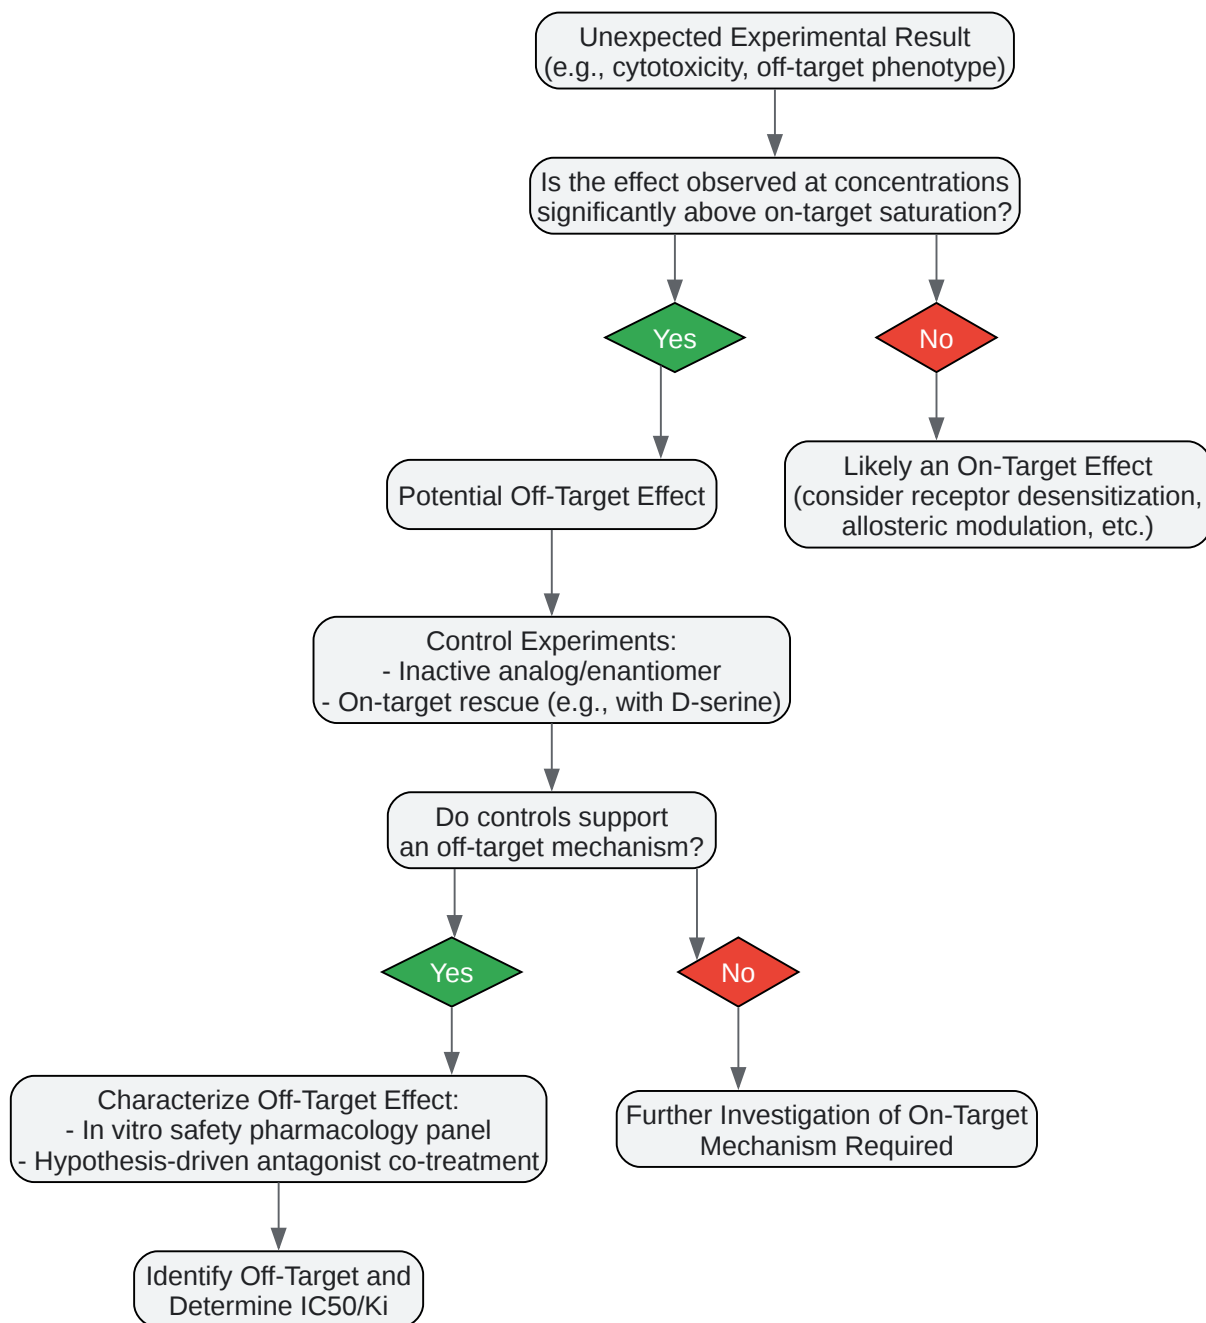 Unexpected Experimental Result
(e.g., cytotoxicity, off-target phenotype)
Is the effect observed at concentrations
significantly above on-target saturation?
Yes
No
Likely an On-Target Effect
(consider receptor desensitization,
allosteric modulation, etc.)
Potential Off-Target Effect
Control Experiments:
- Inactive analog/enantiomer
- On-target rescue (e.g., with D-serine)
Do controls support
an off-target mechanism?
Yes
No
Characterize Off-Target Effect:
- In vitro safety pharmacology panel
- Hypothesis-driven antagonist co-treatment
Further Investigation of On-Target
Mechanism Required
Identify Off-Target and
Determine IC50/Ki